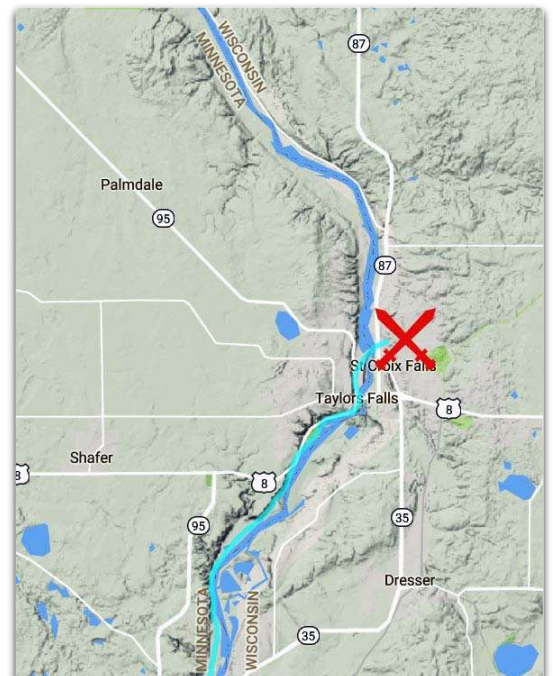 WISCONSIN
MINNESOTA
87
Palmdale
95
87
St Croix Falls
Taylors Falls
8
Shafer
8
8
95
35
Dresser
MINNESOTA
WISCONSIN
35